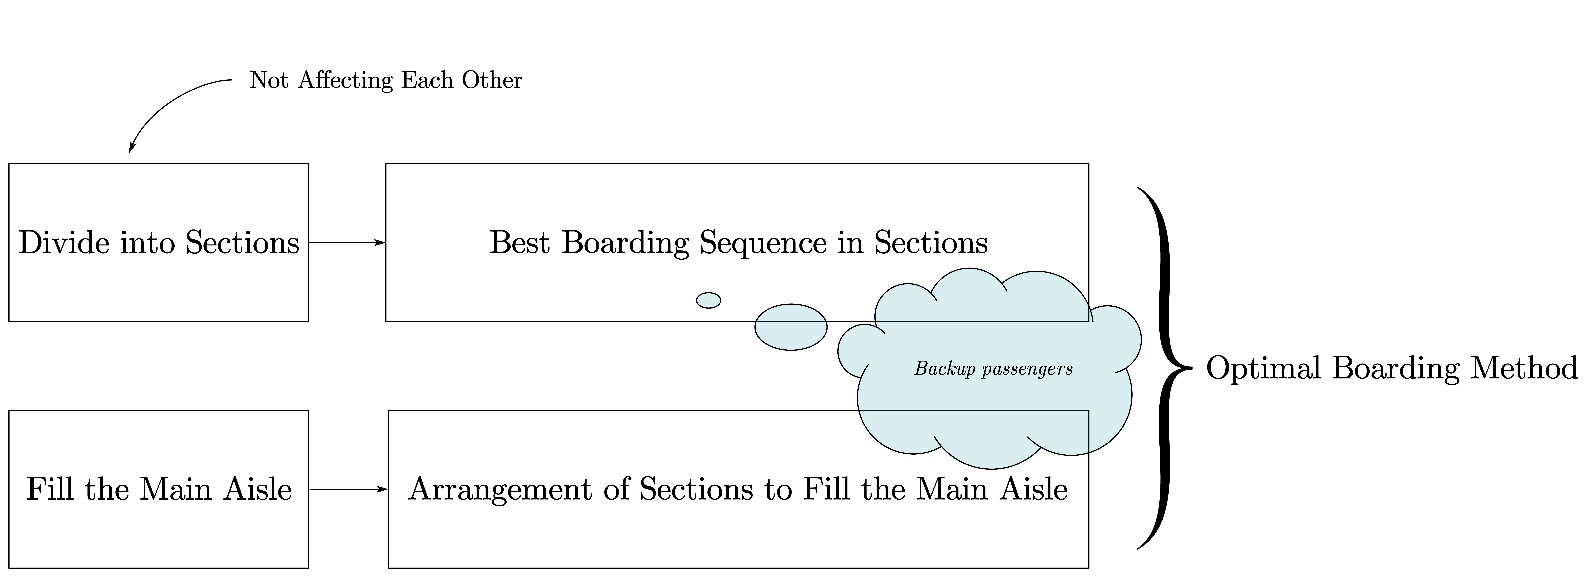 Not Affecting Each Other
Divide into Sections
Best Boarding Sequence in Sections
Backup passengers
Optimal Boarding Method
Fill the Main Aisle
Arrangement of Sections to Fill the Main Aisle